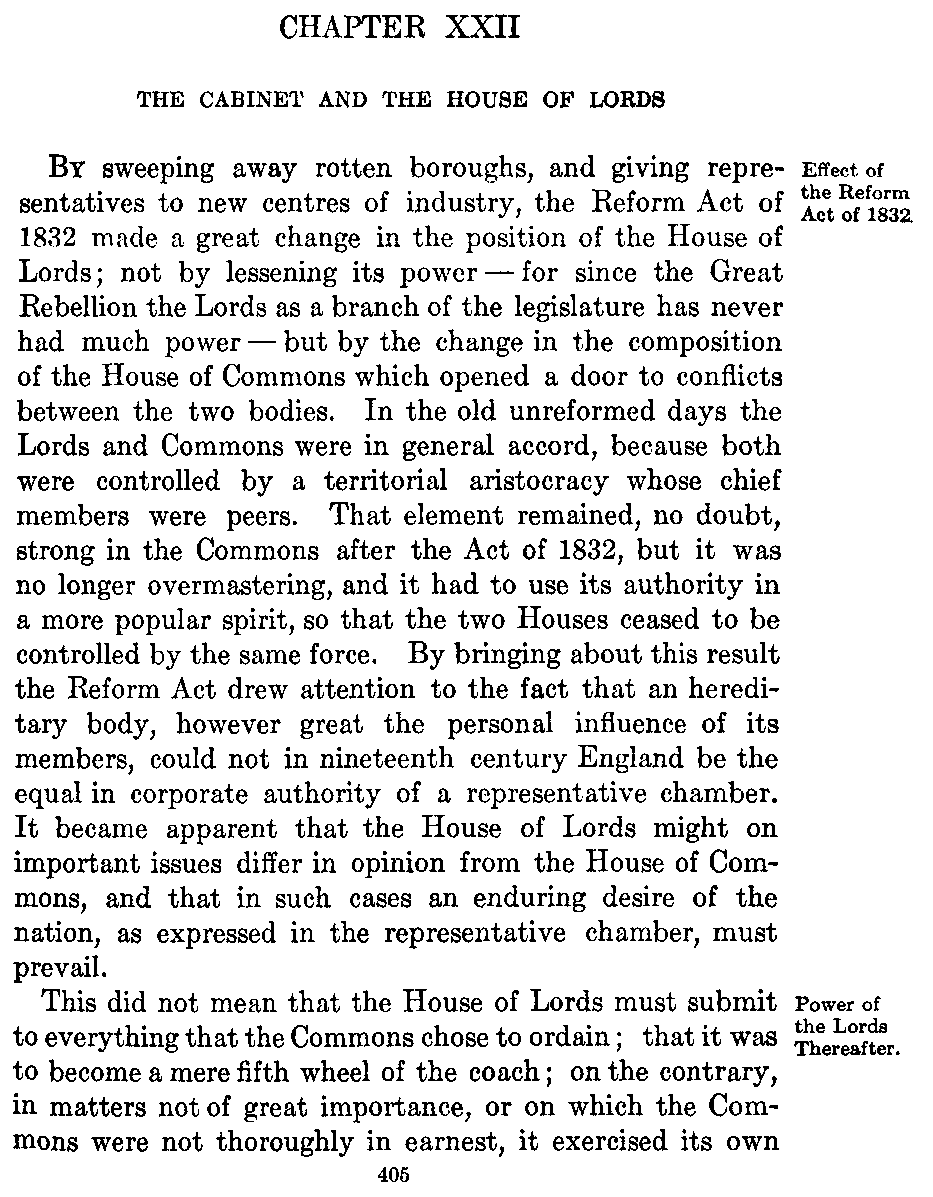 CHAPTER XXII
THE CABINET AND THE HOUSE OF LORDS
By sweeping away rotten boroughs, and giving repre-
sentatives to new centres of industry, the Reform Act of
1832 made a great change in the position of the House of
Lords; not by lessening its power — for since the Great
Rebellion the Lords as a branch of the legislature has never
had much power — but by the change in the composition
of the House of Commons which opened a door to conflicts
between the two bodies. In the old unreformed days the
Lords and Commons were in general accord, because both
were controlled by a territorial aristocracy whose chief
members were peers. That element remained, no doubt,
strong in the Commons after the Act of 1832, but it was
no longer overmastering, and it had to use its authority in
a more popular spirit, so that the two Houses ceased to be
controlled by the same force. By bringing about this result
the Reform Act drew attention to the fact that an heredi-
tary body, however great the personal influence of its
members, could not in nineteenth century England be the
equal in corporate authority of a representative chamber.
It became apparent that the House of Lords might on
important issues differ in opinion from the House of Com-
mons, and that in such cases an enduring desire of the
nation, as expressed in the representative chamber, must
prevail.
Effect of
the Reform
Act of 1832.
This did not mean that the House of Lords must submit
to everything that the Commons chose to ordain; that it was
to become a mere fifth wheel of the coach; on the contrary,
in matters not of great importance, or on which the Com-
mons were not thoroughly in earnest, it exercised its own
Power of
the Lords
Thereafter.
405